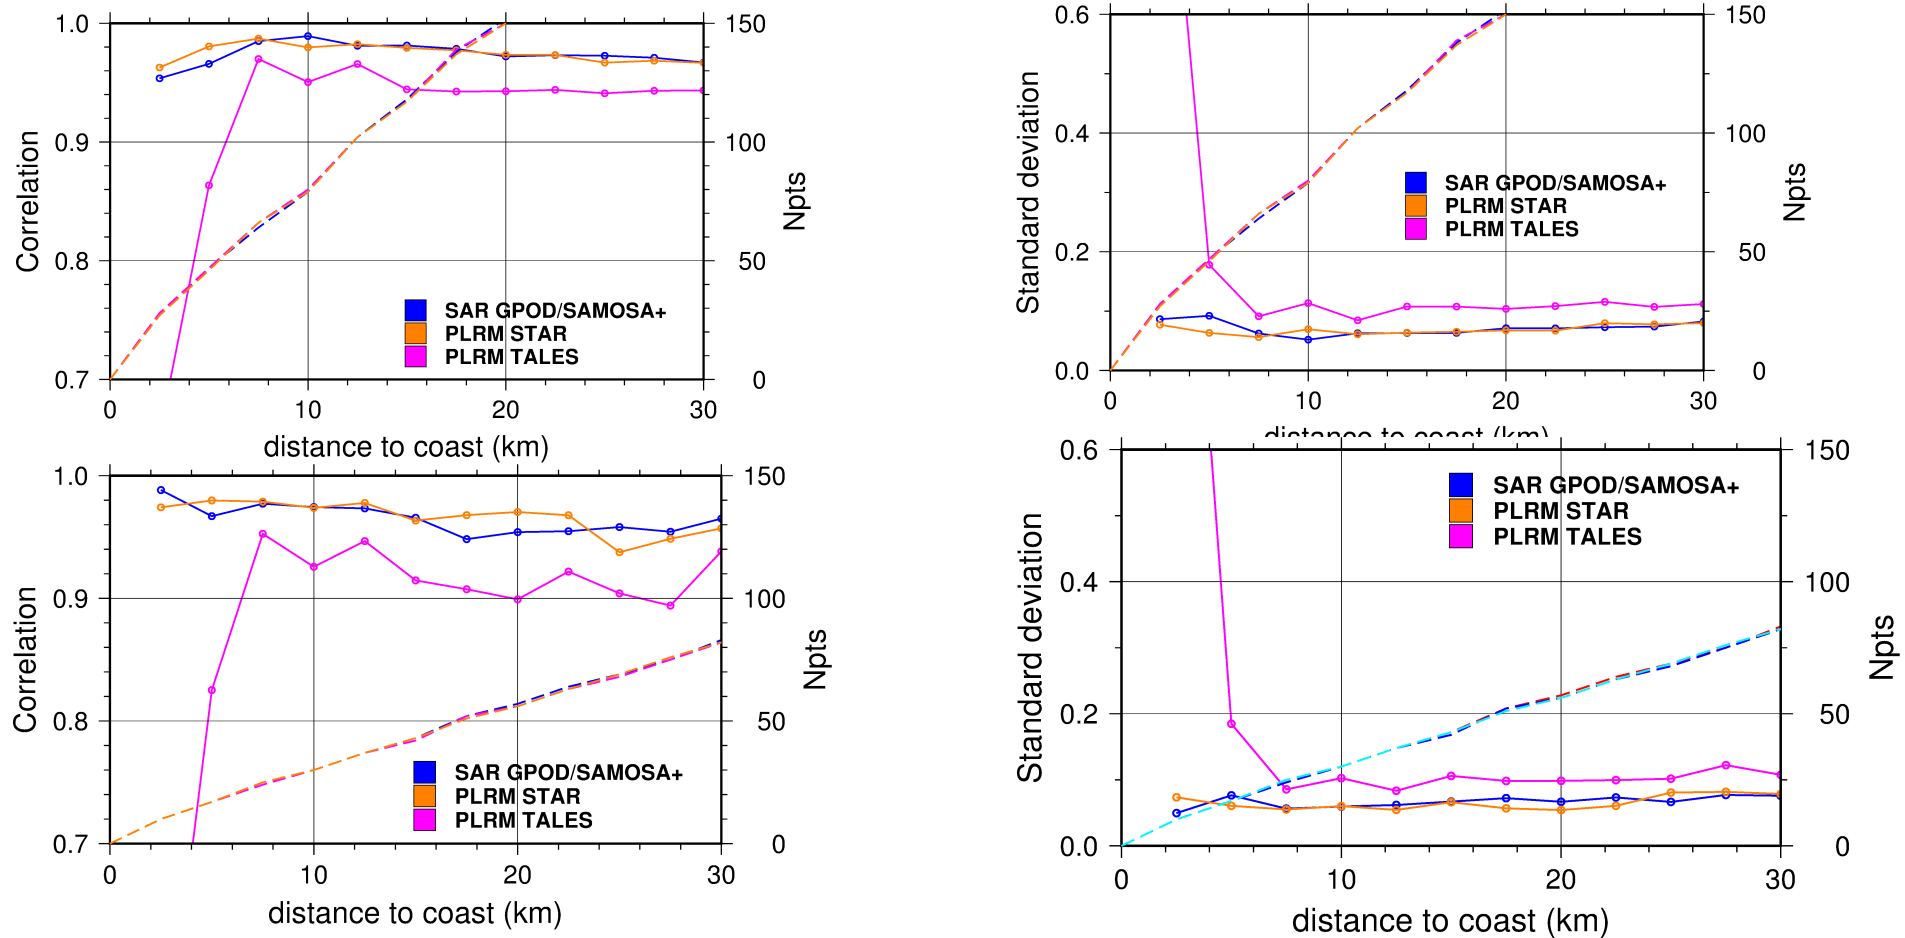 1.0
0.9
0.8
0.7
Correlation
150
100
50
0
Npts
SAR GPOD/SAMOSA+
PLRM STAR
PLRM TALES
0 10 20 30
distance to coast (km)
0.6
0.4
0.2
0.0
Standard deviation
150
100
50
0
Npts
SAR GPOD/SAMOSA+
PLRM STAR
PLRM TALES
0 10 20 30
distance to coast (km)
1.0
0.9
0.8
0.7
Correlation
150
100
50
0
Npts
SAR GPOD/SAMOSA+
PLRM STAR
PLRM TALES
0 10 20 30
distance to coast (km)
0.6
0.4
0.2
0.0
Standard deviation
150
100
50
0
Npts
SAR GPOD/SAMOSA+
PLRM STAR
PLRM TALES
0 10 20 30
distance to coast (km)